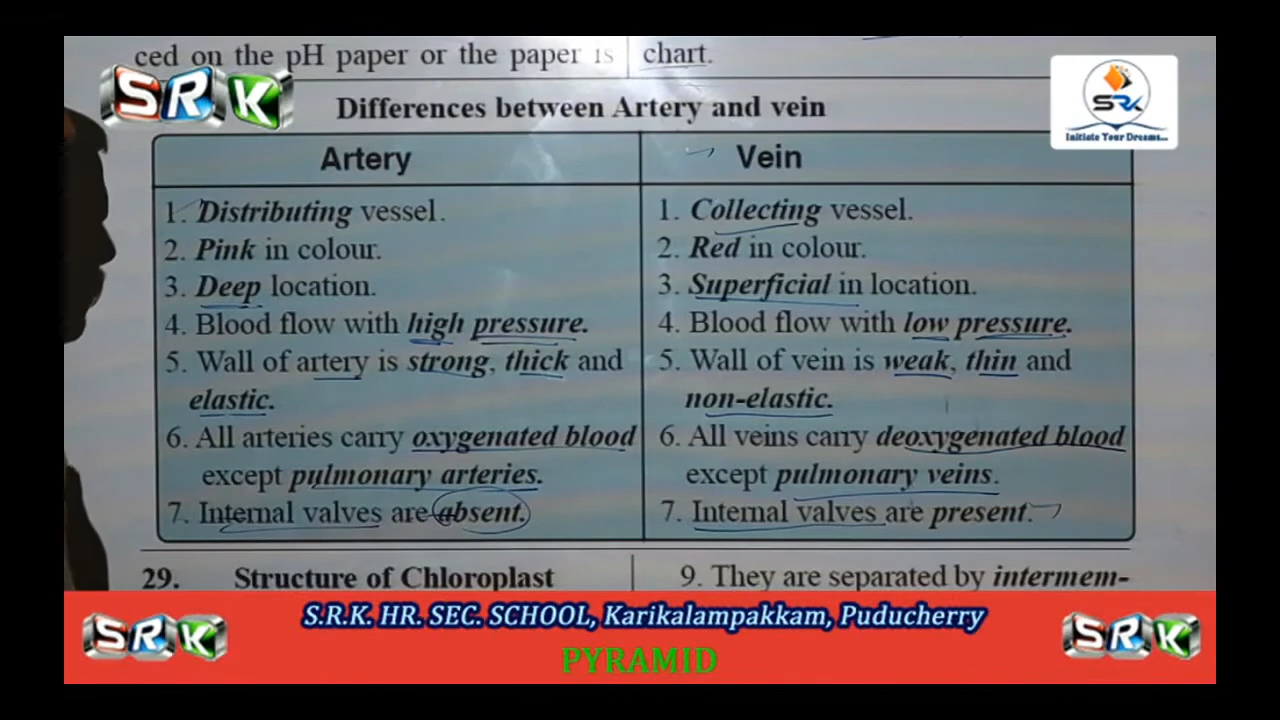 ced on the pH paper or the paper is chart.
SRK
SRK
Initiate Your Dreams...
Differences between Artery and vein
Artery Vein
1. Distributing vessel. 1. Collecting vessel.
2. Pink in colour. 2. Red in colour.
3. Deep location. 3. Superficial in location.
4. Blood flow with high pressure. 4. Blood flow with low pressure.
5. Wall of artery is strong, thick and 5. Wall of vein is weak, thin and
elastic. non-elastic.
6. All arteries carry oxygenated blood 6. All veins carry deoxygenated blood
except pulmonary arteries. except pulmonary veins.
7. Internal valves are absent. 7. Internal valves are present.
29. Structure of Chloroplast 9. They are separated by intermem-
S.R.K. HR. SEC. SCHOOL, Karikalampakkam, Puducherry
SRK PYRAMID SRK